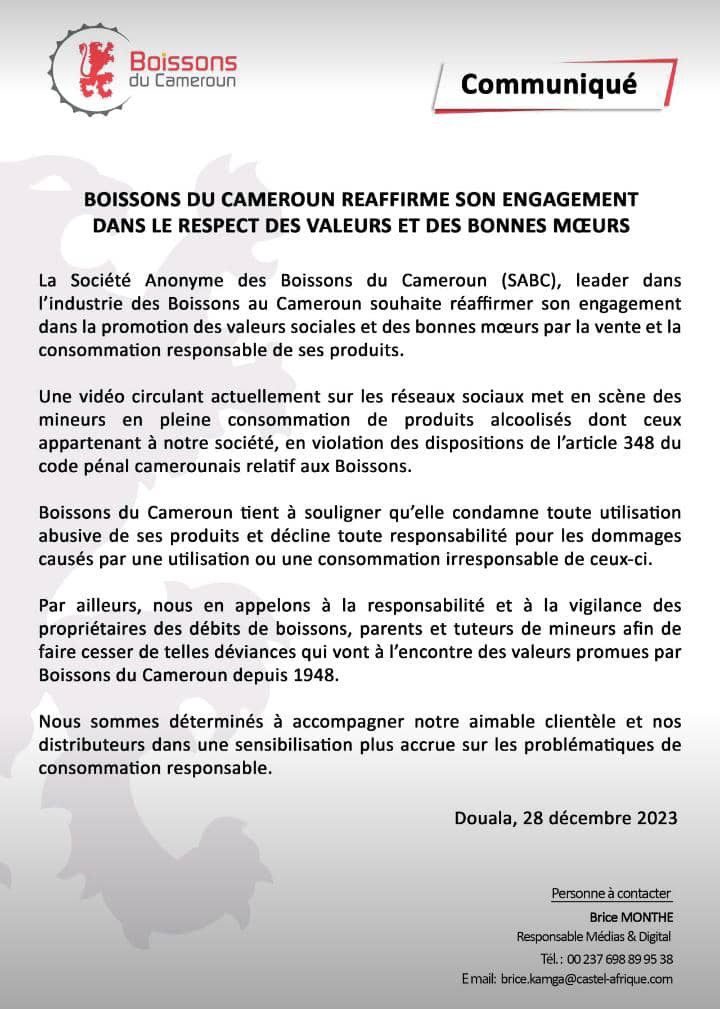 Boissons
du Cameroun
Communiqué
BOISSONS DU CAMEROUN REAFFIRME SON ENGAGEMENT
DANS LE RESPECT DES VALEURS ET DES BONNES MŒURS
La Société Anonyme des Boissons du Cameroun (SABC), leader dans
l’industrie des Boissons au Cameroun souhaite réaffirmer son engagement
dans la promotion des valeurs sociales et des bonnes mœurs par la vente et la
consommation responsable de ses produits.
Une vidéo circulant actuellement sur les réseaux sociaux met en scène des
mineurs en pleine consommation de produits alcoolisés dont ceux
appartenant à notre société, en violation des dispositions de l’article 348 du
code pénal camerounais relatif aux Boissons.
Boissons du Cameroun tient à souligner qu’elle condamne toute utilisation
abusive de ses produits et décline toute responsabilité pour les dommages
causés par une utilisation ou une consommation irresponsable de ceux-ci.
Par ailleurs, nous en appelons à la responsabilité et à la vigilance des
propriétaires des débits de boissons, parents et tuteurs de mineurs afin de
faire cesser de telles déviances qui vont à l’encontre des valeurs promues par
Boissons du Cameroun depuis 1948.
Nous sommes déterminés à accompagner notre aimable clientèle et nos
distributeurs dans une sensibilisation plus accrue sur les problématiques de
consommation responsable.
Douala, 28 décembre 2023
Personne à contacter
Brice MONTHE
Responsable Médias & Digital
Tél.: 00 237 698 89 95 38
Email: brice.kamga@castel-afrique.com